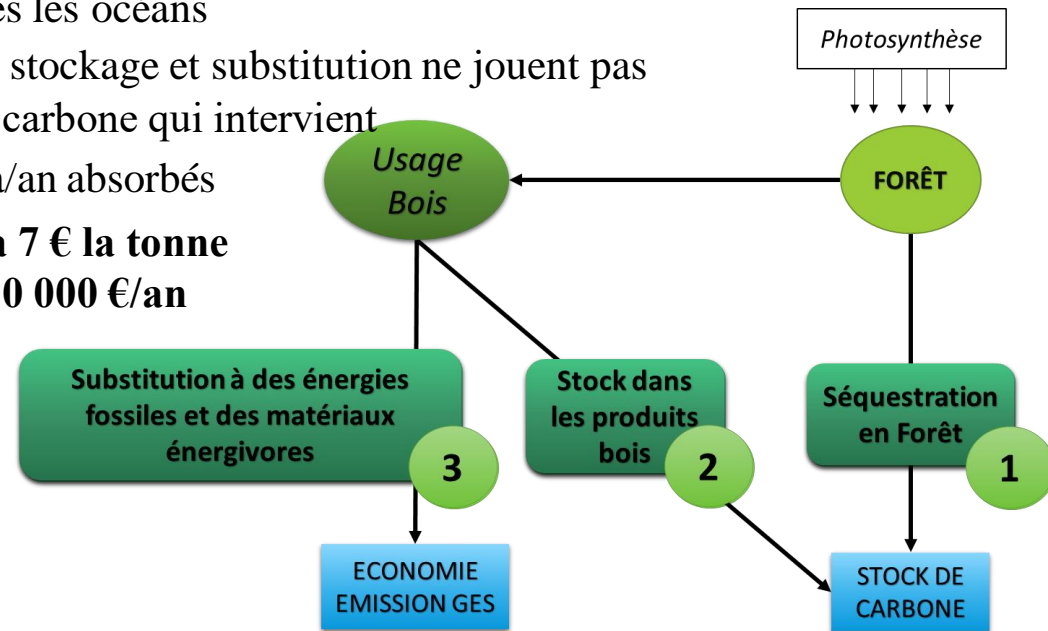 es les océans
stockage et substitution ne jouent pas
carbone qui intervient
a/an absorbés
à 7 € la tonne
0 000 €/an
Photosynthèse
Usage
Bois
FORÊT
Substitution à des énergies
fossiles et des matériaux
énergivores
3
Stock dans
les produits
bois
2
Séquestration
en Forêt
1
ECONOMIE
EMISSION GES
STOCK DE
CARBONE